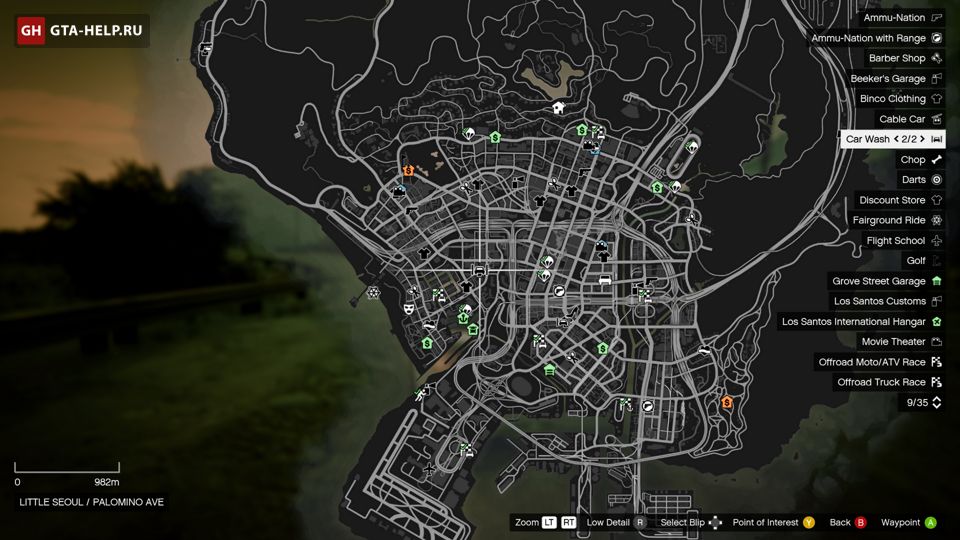 GH GTA-HELP.RU
Ammu-Nation
Ammu-Nation with Range
Barber Shop
Beeker's Garage
Binco Clothing
Cable Car
Car Wash < 2/2 >
Chop
Darts
Discount Store
Fairground Ride
Flight School
Golf
Grove Street Garage
Los Santos Customs
Los Santos International Hangar
Movie Theater
Offroad Moto/ATV Race
Offroad Truck Race
9/35
0 982m
LITTLE SEOUL / PALOMINO AVE
Zoom LT RT Low Detail R Select Blip Point of Interest Y Back B Waypoint A